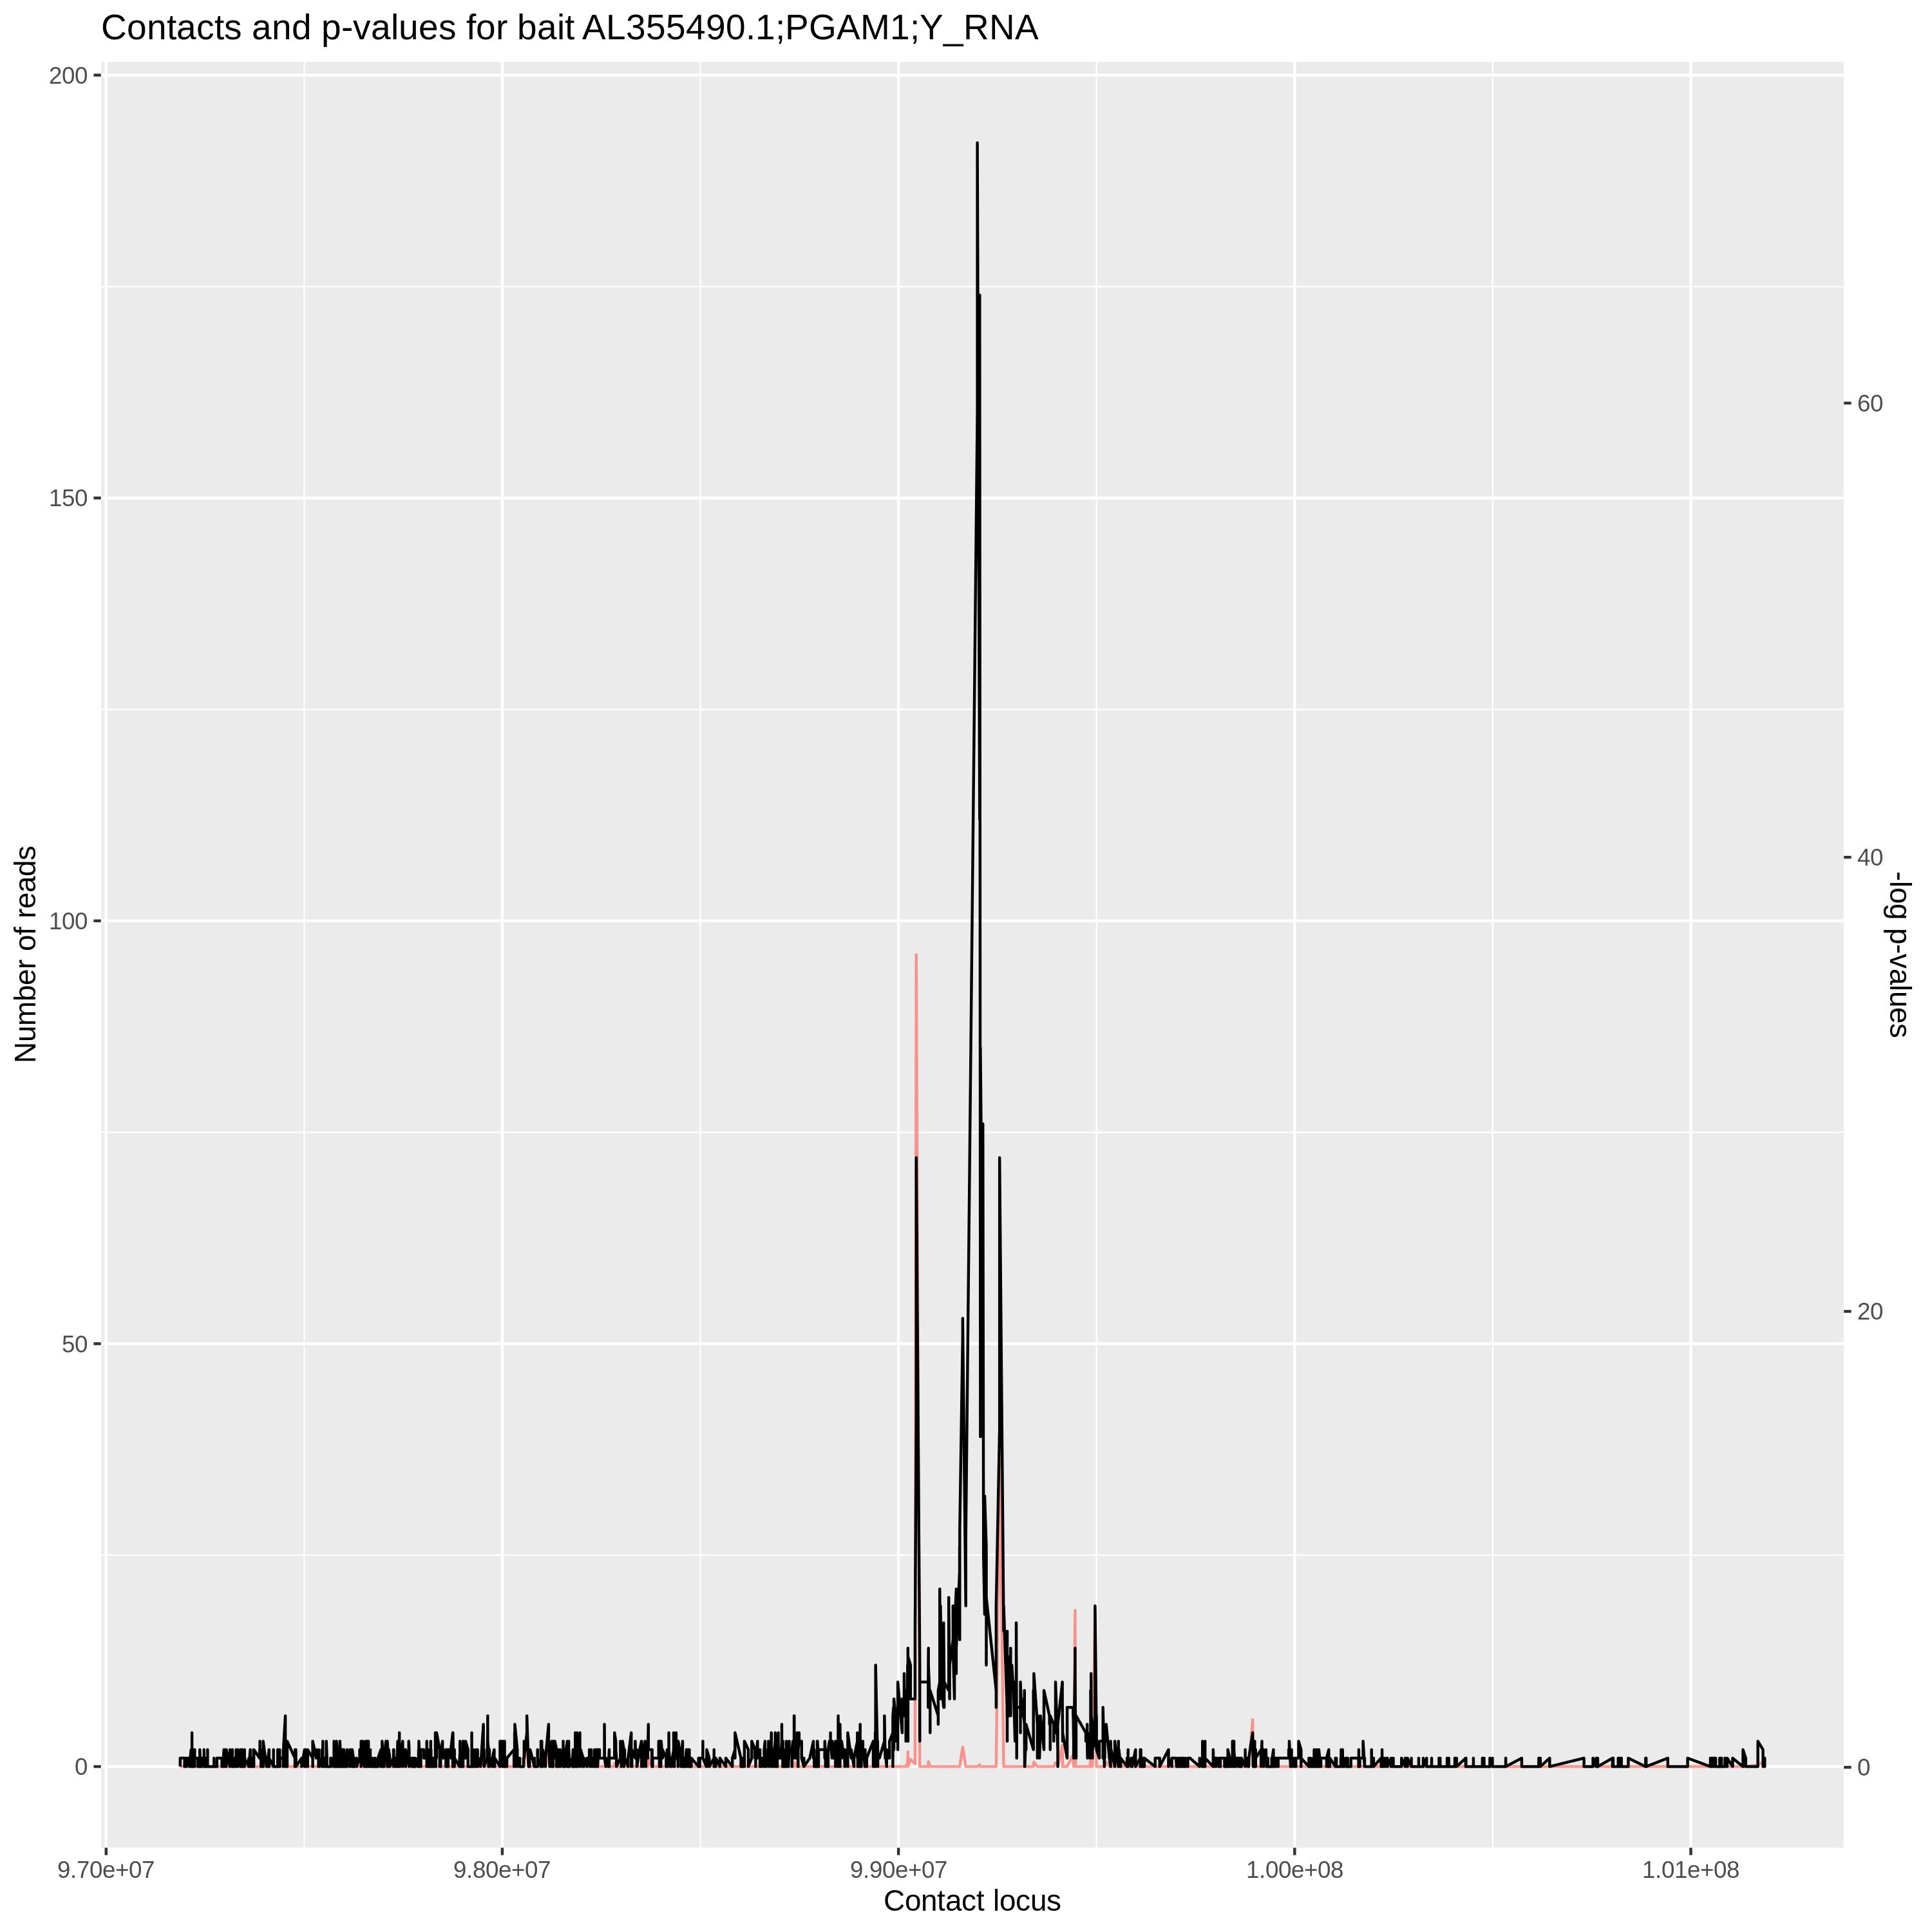 Contacts and p-values for bait AL355490.1;PGAM1;Y_RNA
200
150
100
50
0
Number of reads
60
40
20
0
-log p-values
9.70e+07 9.80e+07 9.90e+07 1.00e+08 1.01e+08
Contact locus